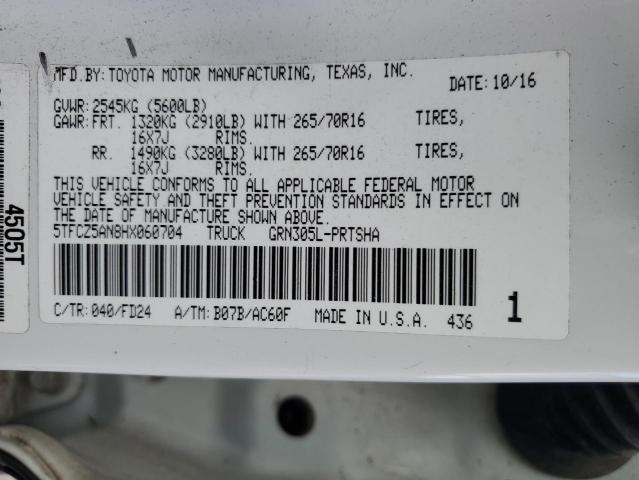 MFD.BY:TOYOTA MOTOR MANUFACTURING, TEXAS, INC.
DATE:10/16
GVWR:2545KG (5600LB)
GAWR:FRT. 1320KG (2910LB) WITH 265/70R16 TIRES,
16X7J RIMS.
RR. 1490KG (3280LB) WITH 265/70R16 TIRES,
16X7J RIMS.
THIS VEHICLE CONFORMS TO ALL APPLICABLE FEDERAL MOTOR
VEHICLE SAFETY AND THEFT PREVENTION STANDARDS IN EFFECT ON
THE DATE OF MANUFACTURE SHOWN ABOVE.
5TFCZ5AN8HX060704 TRUCK GRN305L-PRTSHA
C/TR:040/FD24 A/TM:B07B/AC60F MADE IN U.S.A. 436 1
4505T